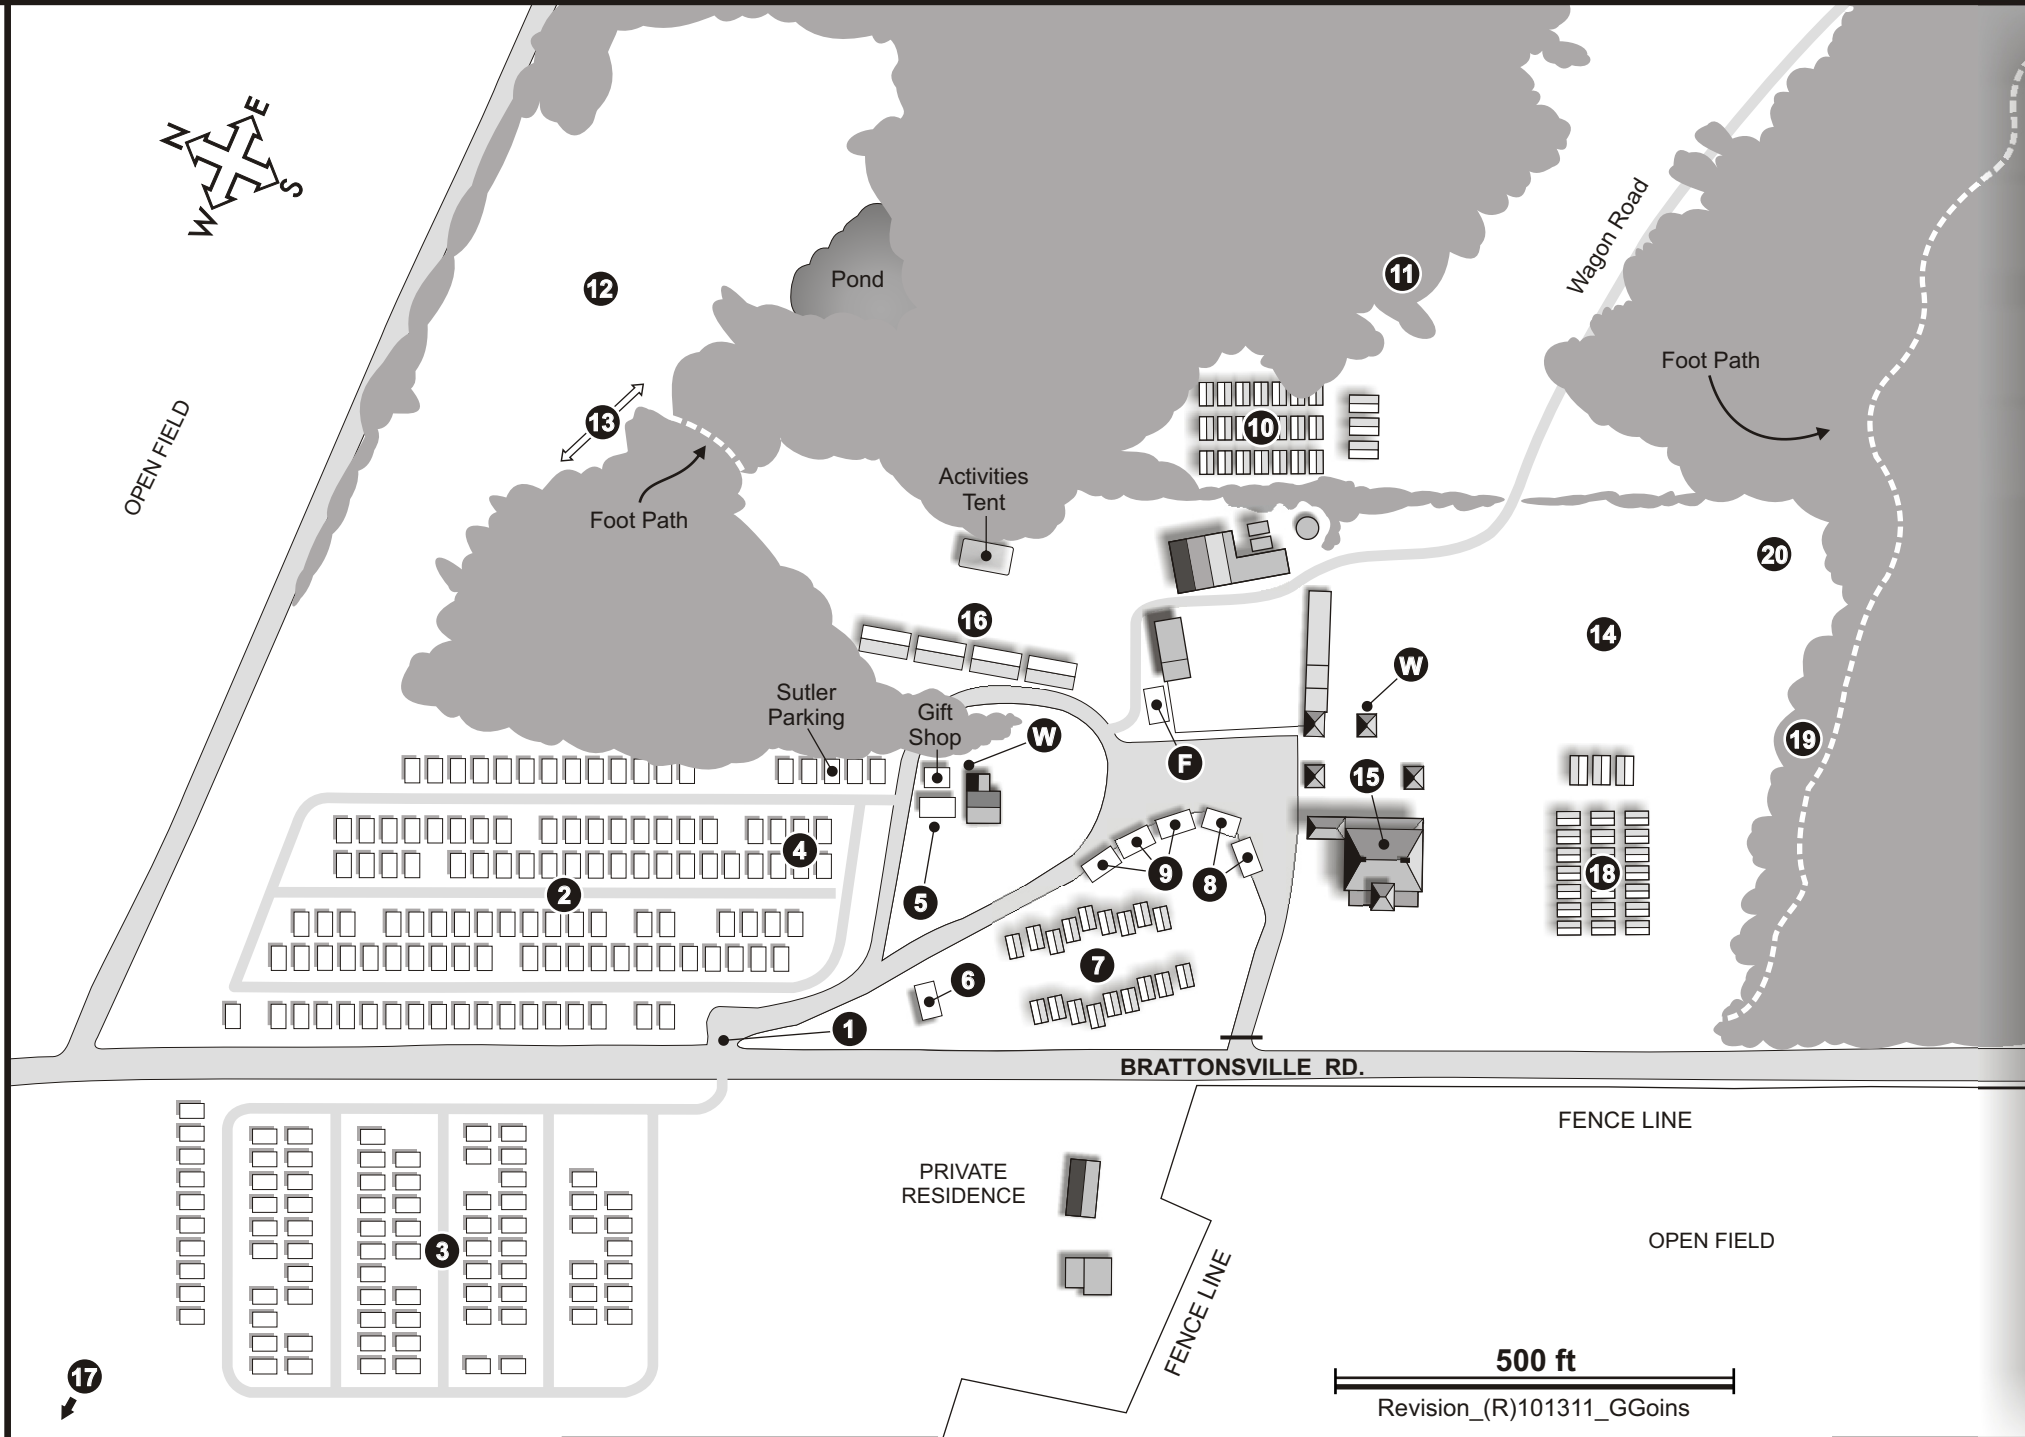 E
N
S
W
Wagon Road
12
Pond
11
Foot Path
OPEN FIELD
13
10
Activities
Tent
Foot Path
20
16
14
W
Sutler
Parking
Gift
Shop
W
F
15
19
4
9
8
18
2
5
7
6
1
BRATTONSVILLE RD.
FENCE LINE
PRIVATE
RESIDENCE
3
OPEN FIELD
FENCE LINE
17
500 ft
Revision_(R)101311_GGoins